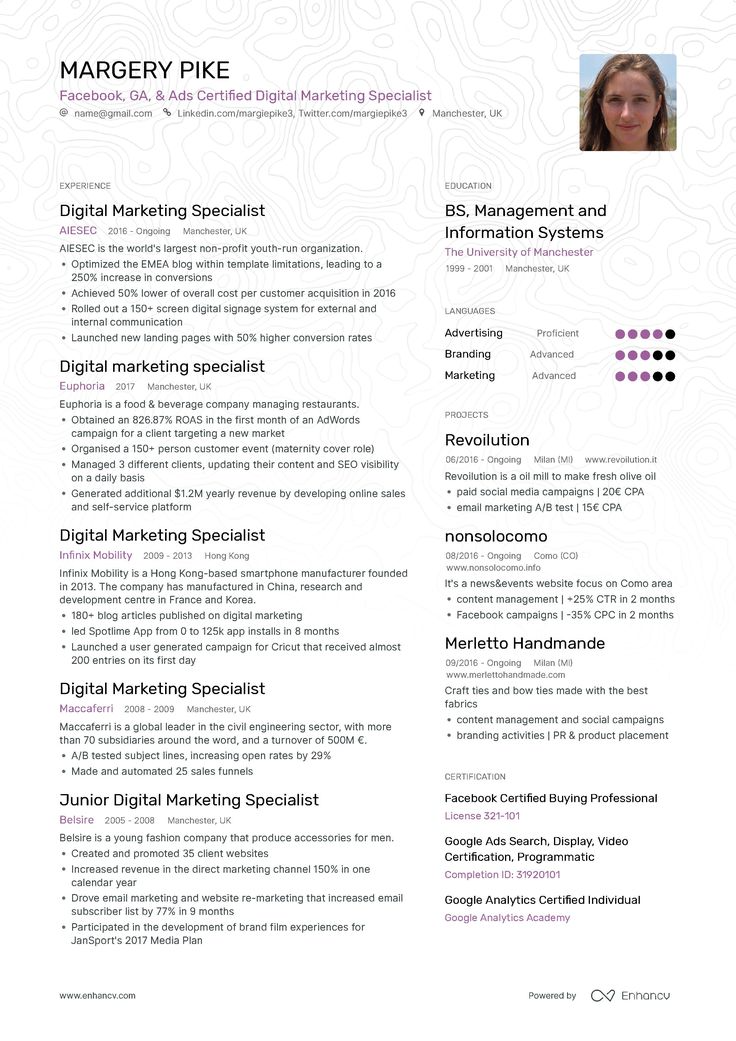 MARGERY PIKE
Facebook, GA, & Ads Certified Digital Marketing Specialist
name@gmail.com Linkedin.com/margiepike3, Twitter.com/margiepike3 Manchester, UK
EXPERIENCE
Digital Marketing Specialist
AIESEC 2016 - Ongoing Manchester, UK
AIESEC is the world's largest non-profit youth-run organization.
• Optimized the EMEA blog within template limitations, leading to a
250% increase in conversions
• Achieved 50% lower of overall cost per customer acquisition in 2016
• Rolled out a 150+ screen digital signage system for external and
internal communication
• Launched new landing pages with 50% higher conversion rates
Digital marketing specialist
Euphoria 2017 Manchester, UK
Euphoria is a food & beverage company managing restaurants.
• Obtained an 826.87% ROAS in the first month of an AdWords
campaign for a client targeting a new market
• Organised a 150+ person customer event (maternity cover role)
• Managed 3 different clients, updating their content and SEO visibility
on a daily basis
• Generated additional $1.2M yearly revenue by developing online sales
and self-service platform
Digital Marketing Specialist
Infinix Mobility 2009 - 2013 Hong Kong
Infinix Mobility is a Hong Kong-based smartphone manufacturer founded
in 2013. The company has manufactured in China, research and
development centre in France and Korea.
• 180+ blog articles published on digital marketing
• led Spotlime App from 0 to 125k app installs in 8 months
• Launched a user generated campaign for Cricut that received almost
200 entries on its first day
Digital Marketing Specialist
Maccaferri 2008 - 2009 Manchester, UK
Maccaferri is a global leader in the civil engineering sector, with more
than 70 subsidiaries around the word, and a turnover of 500M €.
• A/B tested subject lines, increasing open rates by 29%
• Made and automated 25 sales funnels
Junior Digital Marketing Specialist
Belsire 2005 - 2008 Manchester, UK
Belsire is a young fashion company that produce accessories for men.
• Created and promoted 35 client websites
• Increased revenue in the direct marketing channel 150% in one
calendar year
• Drove email marketing and website re-marketing that increased email
subscriber list by 77% in 9 months
• Participated in the development of brand film experiences for
JanSport's 2017 Media Plan
EDUCATION
BS, Management and
Information Systems
The University of Manchester
1999 - 2001 Manchester, UK
LANGUAGES
Advertising Proficient
Branding Advanced
Marketing Advanced
PROJECTS
Revoilution
06/2016 - Ongoing Milan (MI) www.revoilution.it
Revoilution is a oil mill to make fresh olive oil
• paid social media campaigns | 20€ CPA
• email marketing A/B test | 15€ CPA
nonsolocomo
08/2016 - Ongoing Como (CO)
www.nonsolocomo.info
It's a news&events website focus on Como area
• content management | +25% CTR in 2 months
• Facebook campaigns | -35% CPC in 2 months
Merletto Handmande
09/2016 - Ongoing Milan (MI)
www.merlettohandmade.com
Craft ties and bow ties made with the best
fabrics
• content management and social campaigns
• branding activities | PR & product placement
CERTIFICATION
Facebook Certified Buying Professional
License 321-101
Google Ads Search, Display, Video
Certification, Programmatic
Completion ID: 31920101
Google Analytics Certified Individual
Google Analytics Academy
www.enhancv.com
Powered by Enhancv